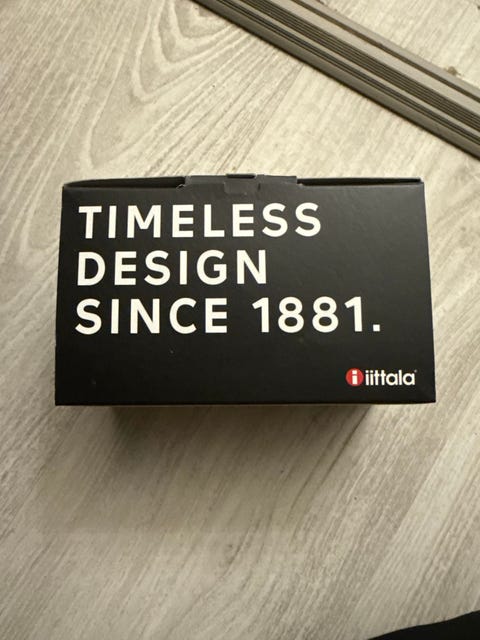 TIMELESS
DESIGN
SINCE 1881.
i iittala